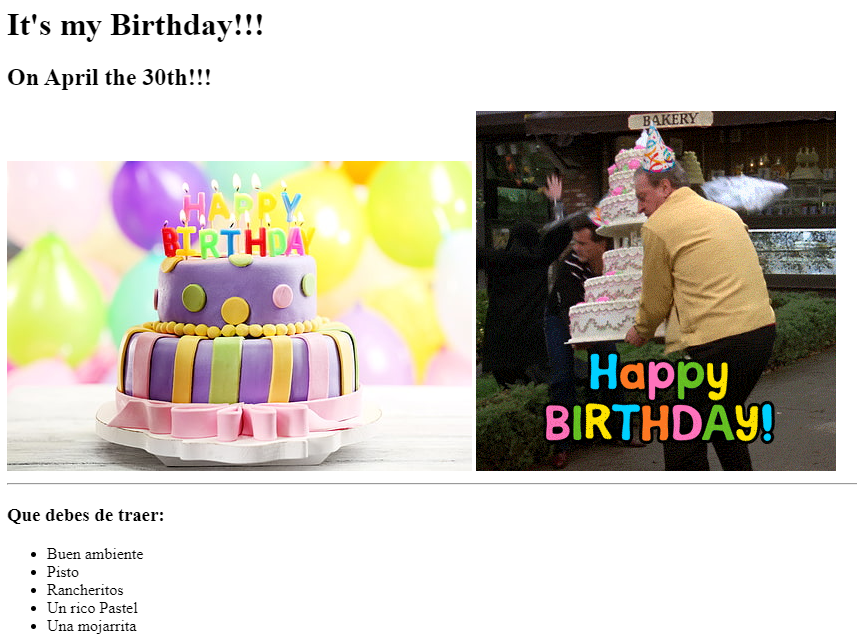 It's my Birthday!!!
On April the 30th!!!
HAPPY
BIRTHDAY
BAKERY
Happy
BIRTHDAY!
Que debes de traer:
Buen ambiente
Pisto
Rancheritos
Un rico Pastel
Una mojarrita